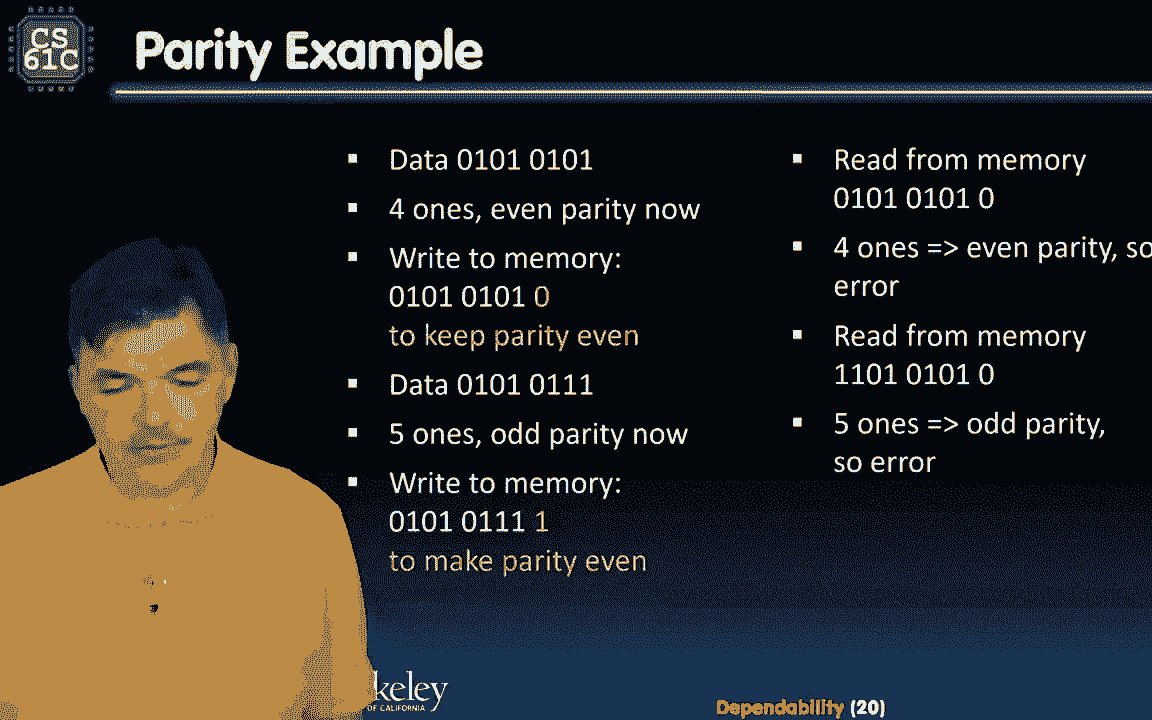 CS
61C
Parity Example
Data 0101 0101
4 ones, even parity now
Write to memory:
0101 0101 0
to keep parity even
Data 0101 0111
5 ones, odd parity now
Write to memory:
0101 0111 1
to make parity even
Read from memory
0101 0101 0
4 ones => even parity, so
error
Read from memory
1101 0101 0
5 ones => odd parity,
so error
keley
OF CALIFORNIA
Dependability (20)